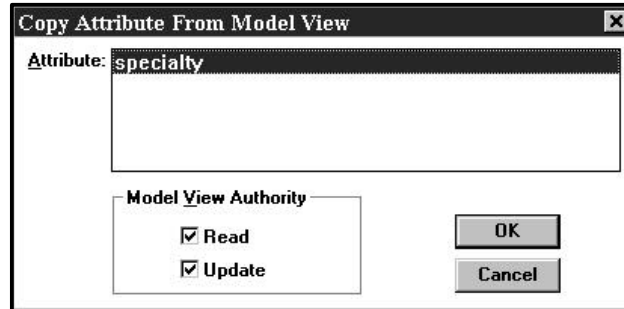 Copy Attribute From Model View
Attribute: specialty
Model View Authority
Read
Update
OK
Cancel